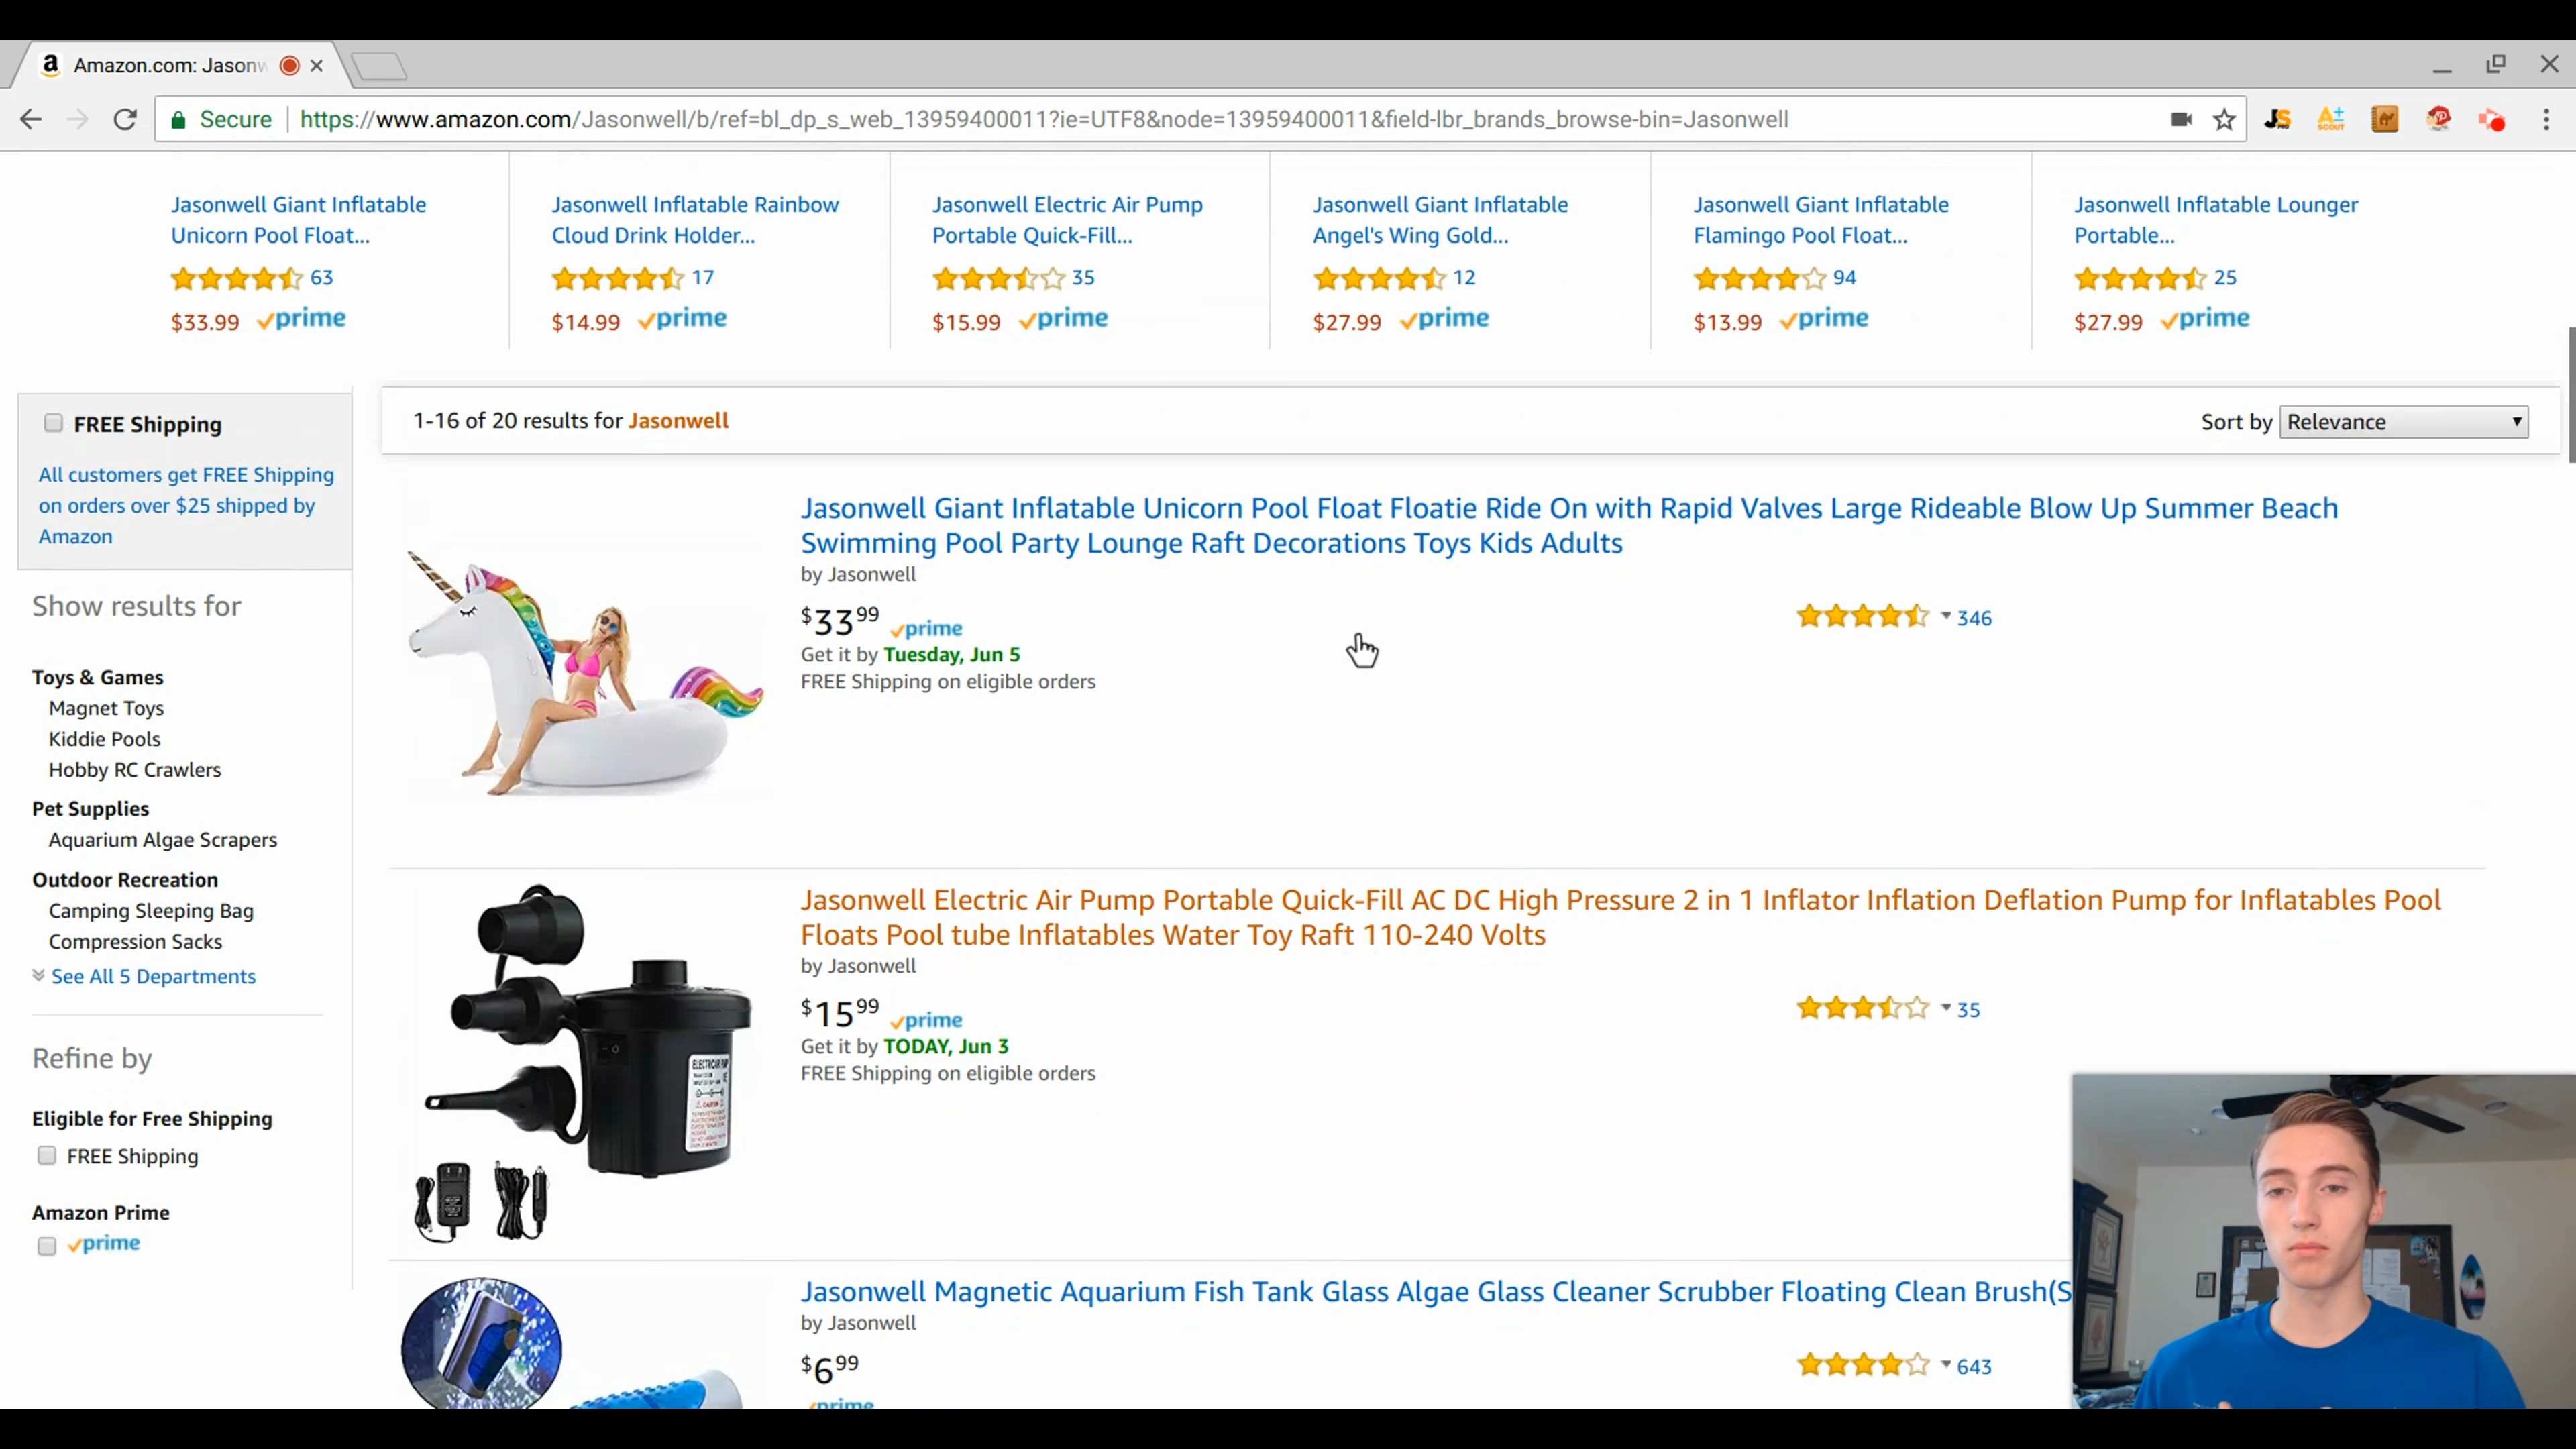 Amazon.com: Jasonw
Secure
https://www.amazon.com/Jasonwell/b/ref=bl_dp_s_web_13959400011?ie=UTF8&node=13959400011&field-lbr_brands_browse-bin=Jasonwell
Jasonwell Giant Inflatable
Unicorn Pool Float...
63
$33.99 prime
Jasonwell Inflatable Rainbow
Cloud Drink Holder...
17
$14.99 prime
Jasonwell Electric Air Pump
Portable Quick-Fill...
35
$15.99 prime
Jasonwell Giant Inflatable
Angel's Wing Gold...
12
$27.99 prime
Jasonwell Giant Inflatable
Flamingo Pool Float...
94
$13.99 prime
Jasonwell Inflatable Lounger
Portable...
25
$27.99 prime
FREE Shipping
All customers get FREE Shipping
on orders over $25 shipped by
Amazon
Show results for
Toys & Games
Magnet Toys
Kiddie Pools
Hobby RC Crawlers
Pet Supplies
Aquarium Algae Scrapers
Outdoor Recreation
Camping Sleeping Bag
Compression Sacks
See All 5 Departments
Refine by
Eligible for Free Shipping
FREE Shipping
Amazon Prime
prime
1-16 of 20 results for Jasonwell
Sort by Relevance
Jasonwell Giant Inflatable Unicorn Pool Float Floatie Ride On with Rapid Valves Large Rideable Blow Up Summer Beach
Swimming Pool Party Lounge Raft Decorations Toys Kids Adults
by Jasonwell
$33.99 prime
346
Get it by Tuesday, Jun 5
FREE Shipping on eligible orders
Jasonwell Electric Air Pump Portable Quick-Fill AC DC High Pressure 2 in 1 Inflator Inflation Deflation Pump for Inflatables Pool
Floats Pool tube Inflatables Water Toy Raft 110-240 Volts
by Jasonwell
$15.99 prime
35
Get it by TODAY, Jun 3
FREE Shipping on eligible orders
Jasonwell Magnetic Aquarium Fish Tank Glass Algae Glass Cleaner Scrubber Floating Clean Brush(S
by Jasonwell
$6.99
643
prime